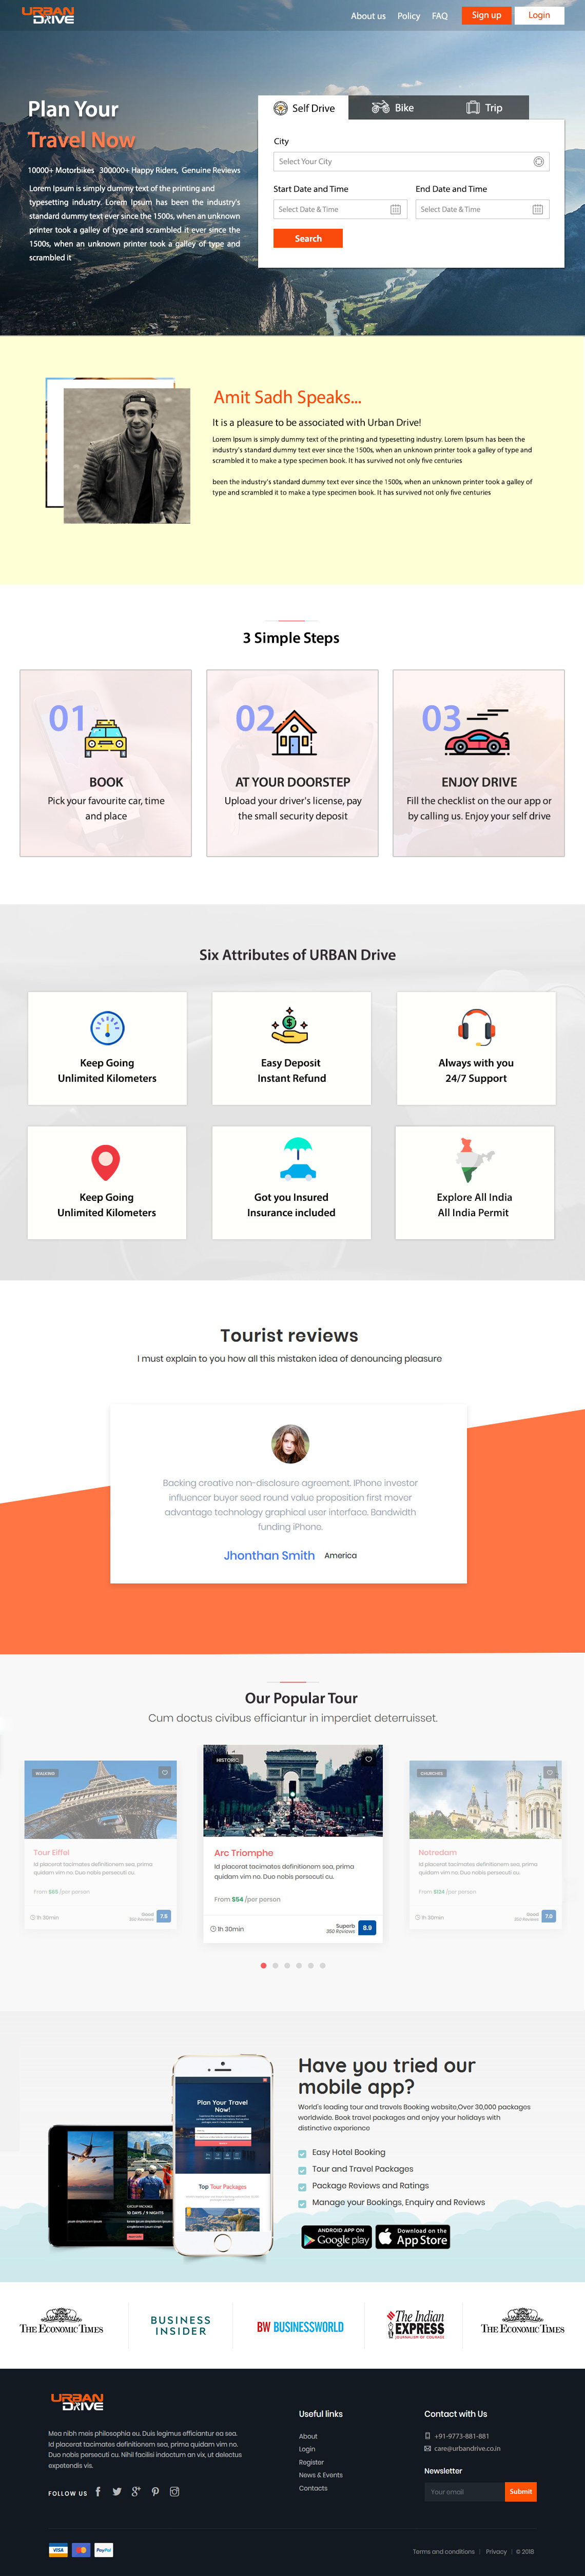 URBAN
DRIVE
About us Policy FAQ Sign up Login
Plan Your
Travel Now
10000+ Motorbikes 300000+ Happy Riders, Genuine Reviews
Lorem Ipsum is simply dummy text of the printing and
typesetting industry. Lorem Ipsum has been the industry's
standard dummy text ever since the 1500s, when an unknown
printer took a galley of type and scrambled it ever since the
1500s, when an unknown printer took a galley of type and
scrambled it
Self Drive Bike Trip
City
Select Your City
Start Date and Time End Date and Time
Select Date & Time Select Date & Time
Search
Amit Sadh Speaks...
It is a pleasure to be associated with Urban Drive!
Lorem Ipsum is simply dummy text of the printing and typesetting industry. Lorem Ipsum has been the
industry's standard dummy text ever since the 1500s, when an unknown printer took a galley of type and
scrambled it to make a type specimen book. It has survived not only five centuries
been the industry's standard dummy text ever since the 1500s, when an unknown printer took a galley of
type and scrambled it to make a type specimen book. It has survived not only five centuries
3 Simple Steps
01
BOOK
Pick your favourite car, time
and place
02
AT YOUR DOORSTEP
Upload your driver's license, pay
the small security deposit
03
ENJOY DRIVE
Fill the checklist on the our app or
by calling us. Enjoy your self drive
Six Attributes of URBAN Drive
Keep Going
Unlimited Kilometers
Easy Deposit
Instant Refund
Always with you
24/7 Support
Keep Going
Unlimited Kilometers
Got you Insured
Insurance included
Explore All India
All India Permit
Tourist reviews
I must explain to you how all this mistaken idea of denouncing pleasure
Backing creative non-disclosure agreement. IPhone investor
influencer buyer seed round value proposition first mover
advantage technology graphical user interface. Bandwidth
funding iPhone.
Jhonthan Smith America
Our Popular Tour
Cum doctus civibus efficiantur in imperdiet deterruisset.
WALKING
Tour Eiffel
Id placerat tacimates definitionem sea, prima
quidam vim no. Duo nobis persecuti cu.
From $65 /per person
1h 30min
Good
350 Reviews
7.5
HISTORIC
Arc Triomphe
Id placerat tacimates definitionem sea, prima
quidam vim no. Duo nobis persecuti cu.
From $54 /per person
1h 30min
Superb
350 Reviews
8.9
CHURCHES
Notredam
Id placerat tacimates definitionem sea, prima
quidam vim no. Duo nobis persecuti cu.
From $124 /per person
1h 30min
Good
350 Reviews
7.0
Plan Your Travel
Now!
Top Tour Packages
GROUP PACKAGE
10 DAYS / 9 NIGHTS
Have you tried our
mobile app?
World's leading tour and travels Booking website,Over 30,000 packages
worldwide. Book travel packages and enjoy your holidays with
distinctive experience
Easy Hotel Booking
Tour and Travel Packages
Package Reviews and Ratings
Manage your Bookings, Enquiry and Reviews
ANDROID APP ON
Google play
Download on the
App Store
THE ECONOMIC TIMES
BUSINESS
INSIDER
BW BUSINESSWORLD
The Indian
EXPRESS
JOURNALISM OF COURAGE
THE ECONOMIC TIMES
URBAN
DRIVE
Mea nibh meis philosophia eu. Duis legimus efficiantur ea sea.
Id placerat tacimates definitionem sea, prima quidam vim no.
Duo nobis persecuti cu. Nihil facilisi indoctum an vix, ut delectus
expetendis vis.
FOLLOW US
Useful links
About
Login
Register
News & Events
Contacts
Contact with Us
+91-9773-881-881
care@urbandrive.co.in
Newsletter
Your email Submit
VISA
PayPal
Terms and conditions | Privacy | © 2018